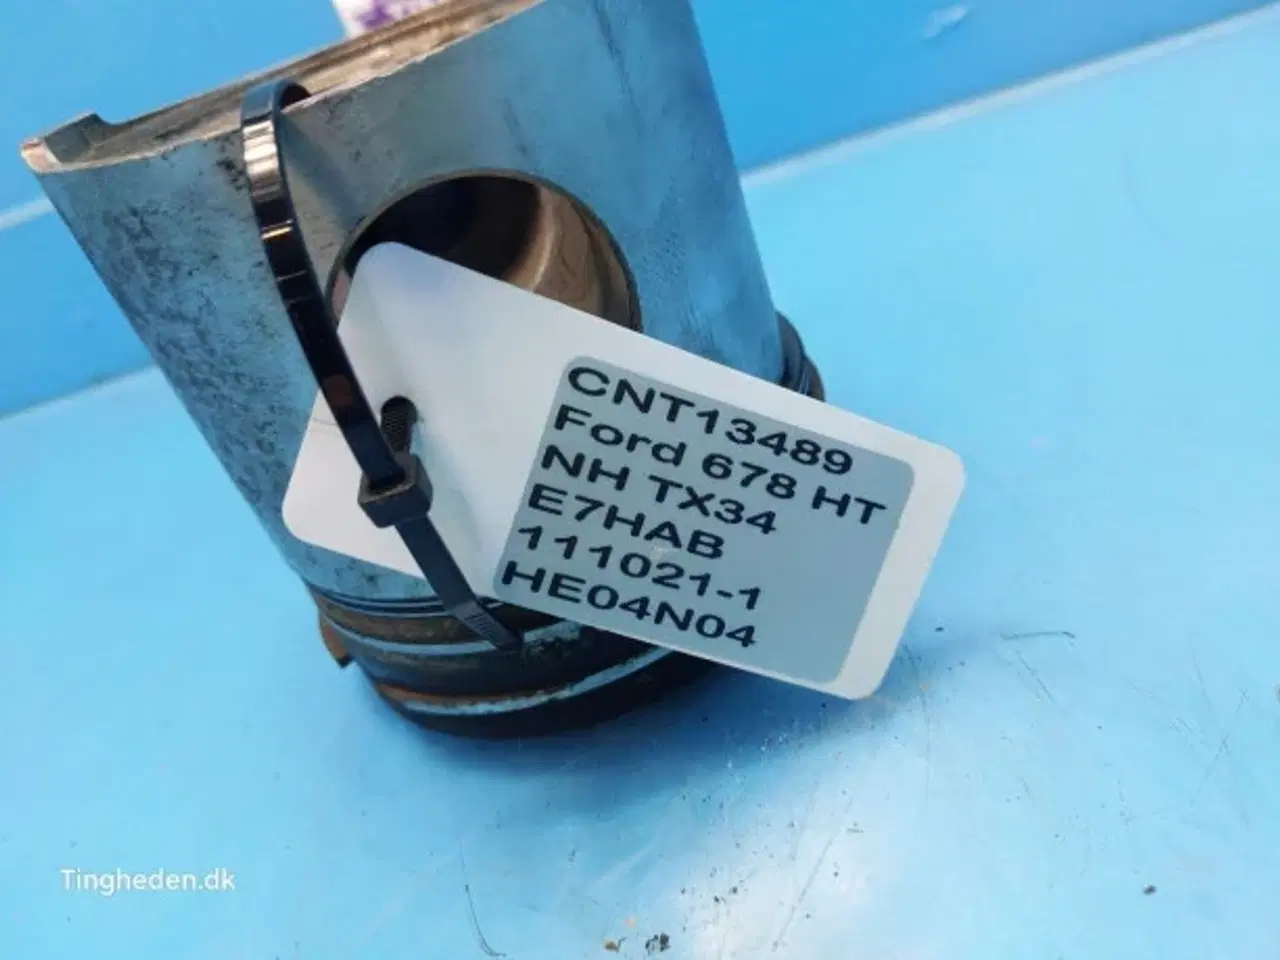 CNT13489
Ford 678 HT
NH TX34
E7HAB
111021-1
HE04N04
Tingheden.dk